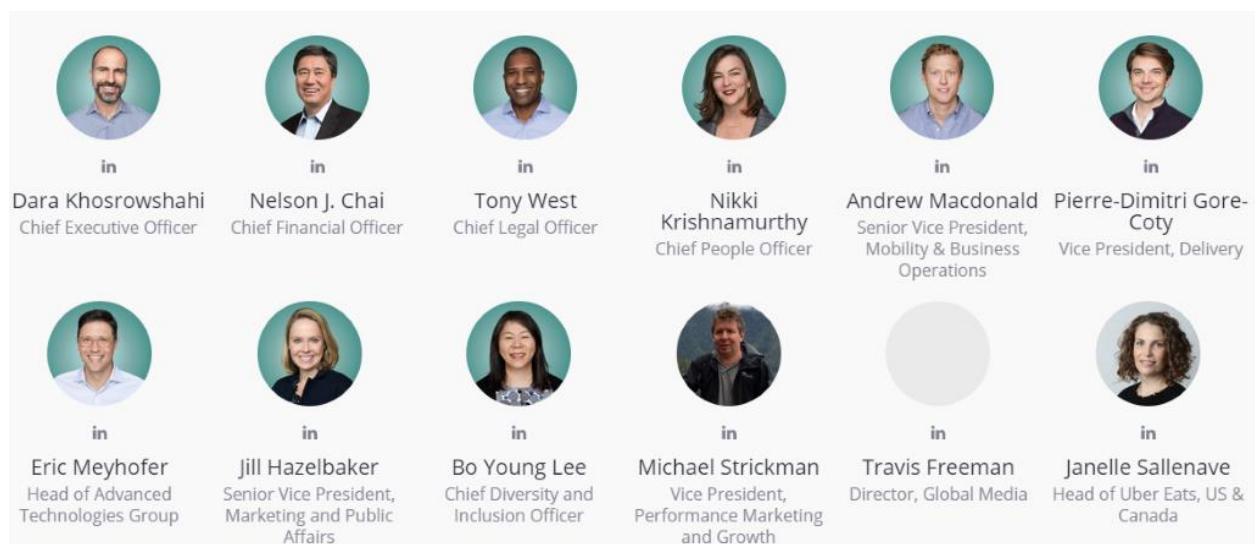 in in in in in in
Dara Khosrowshahi
Chief Executive Officer
Nelson J. Chai
Chief Financial Officer
Tony West
Chief Legal Officer
Nikki
Krishnamurthy
Chief People Officer
Andrew Macdonald
Senior Vice President,
Mobility & Business
Operations
Pierre-Dimitri Gore-
Coty
Vice President, Delivery
in in in in in in
Eric Meyhofer
Head of Advanced
Technologies Group
Jill Hazelbaker
Senior Vice President,
Marketing and Public
Affairs
Bo Young Lee
Chief Diversity and
Inclusion Officer
Michael Strickman
Vice President,
Performance Marketing
and Growth
Travis Freeman
Director, Global Media
Janelle Sallenave
Head of Uber Eats, US &
Canada